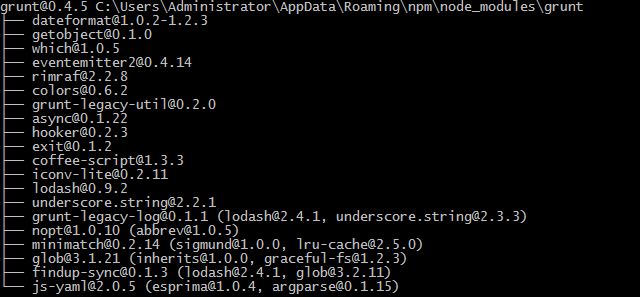 grunt@0.4.5 C:\Users\Administrator\AppData\Roaming\npm\node_modules\grunt
├── dateformat@1.0.2-1.2.3
├── getobject@0.1.0
├── which@1.0.5
├── eventemitter2@0.4.14
├── rimraf@2.2.8
├── colors@0.6.2
├── grunt-legacy-util@0.2.0
├── async@0.1.22
├── hooker@0.2.3
├── exit@0.1.2
├── coffee-script@1.3.3
├── iconv-lite@0.2.11
├── lodash@0.9.2
├── underscore.string@2.2.1
├── grunt-legacy-log@0.1.1 (lodash@2.4.1, underscore.string@2.3.3)
├── nopt@1.0.10 (abbrev@1.0.5)
├── minimatch@0.2.14 (sigmund@1.0.0, lru-cache@2.5.0)
├── glob@3.1.21 (inherits@1.0.0, graceful-fs@1.2.3)
├── findup-sync@0.1.3 (lodash@2.4.1, glob@3.2.11)
└── js-yaml@2.0.5 (esprima@1.0.4, argparse@0.1.15)